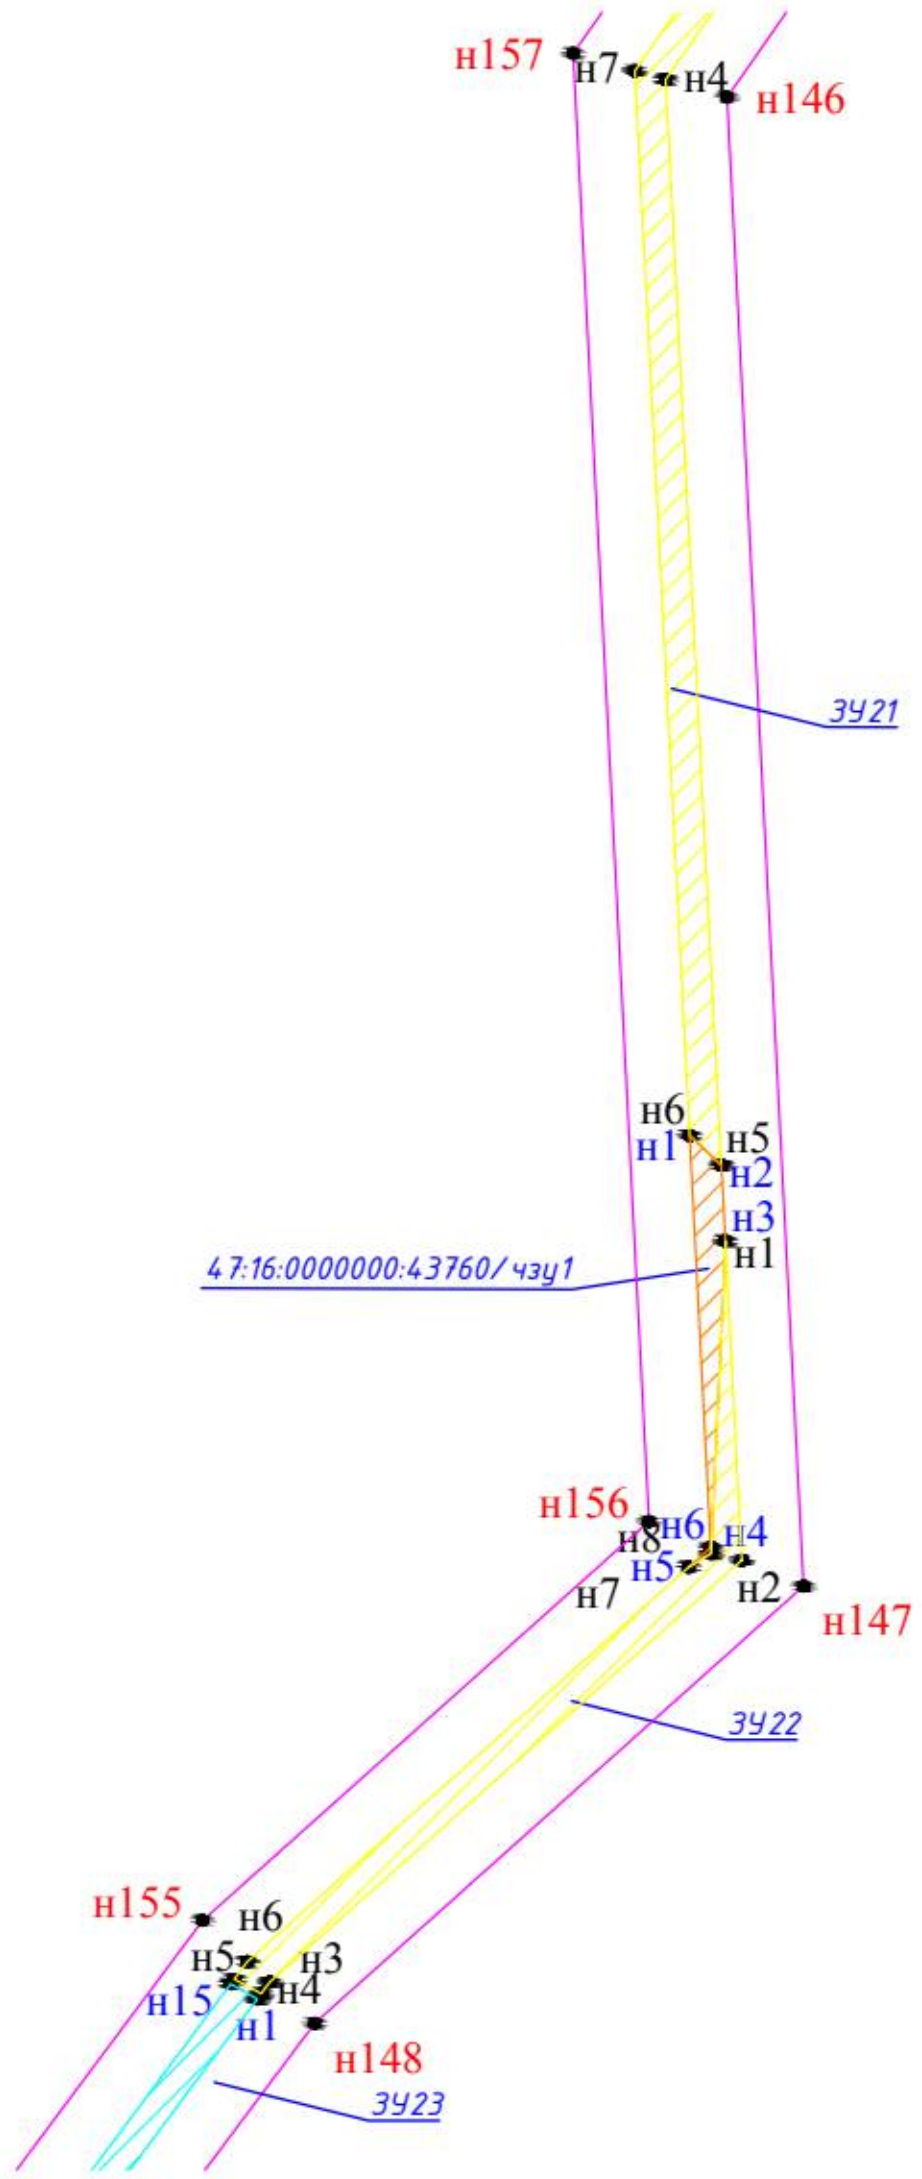 н157
н7
н4
н146
ЗУ21
н6
н1
н5
н2
н3
н1
47:16:0000000:43760/чзу1
н156
н6
н8
н4
н5
н7
н2
н147
ЗУ22
н155
н6
н5
н3
н15
н4
н1
н148
ЗУ23